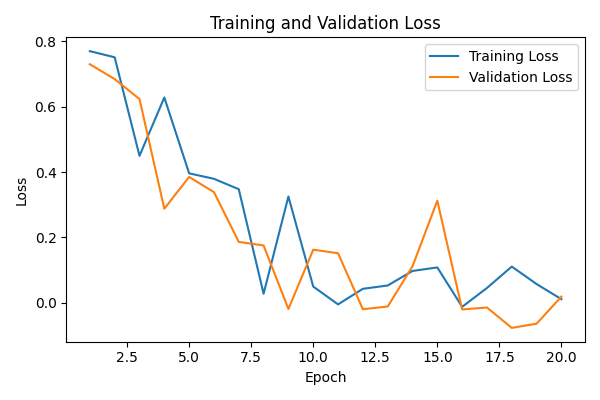 Training and Validation Loss
Training Loss
Validation Loss
0.8
0.6
0.4
0.2
0.0
Loss
2.5 5.0 7.5 10.0 12.5 15.0 17.5 20.0
Epoch